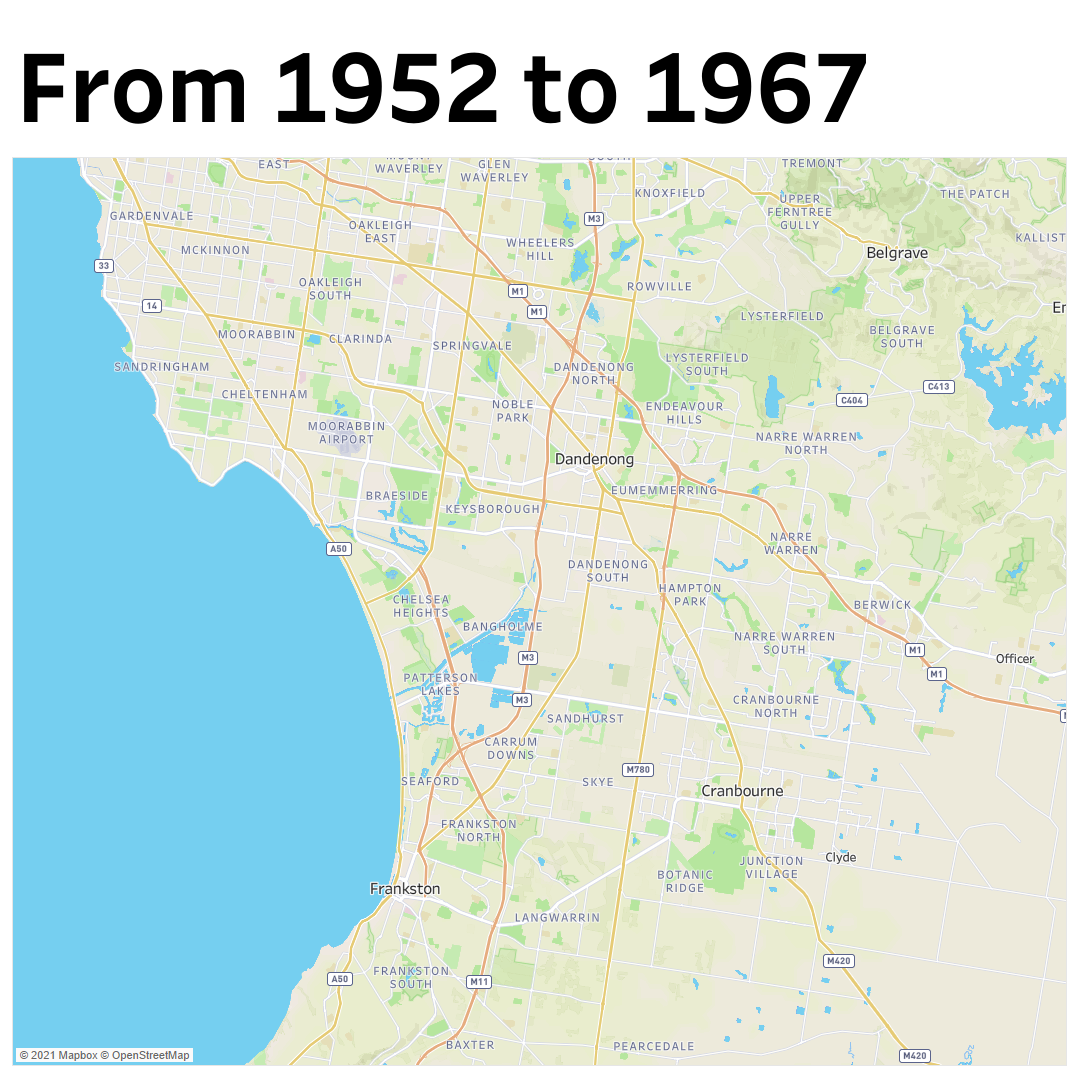 From 1952 to 1967
EAST
MOUNT
WAVERLEY
GLEN
WAVERLEY
SOUTH
KNOXFIELD
TREMONT
THE PATCH
UPPER
FERNTREE
GULLY
GARDENVALE
M3
OAKLEIGH
EAST
KALLIST
MCKINNON
WHEELERS
HILL
Belgrave
33
OAKLEIGH
SOUTH
M1
ROWVILLE
14
M1
En
LYSTERFIELD
BELGRAVE
SOUTH
MOORABBIN
CLARINDA
SPRINGVALE
SANDRINGHAM
DANDENONG
NORTH
LYSTERFIELD
SOUTH
CHELTENHAM
C413
C404
NOBLE
PARK
ENDEAVOUR
HILLS
MOORABBIN
AIRPORT
NARRE WARREN
NORTH
Dandenong
BRAESIDE
EUMEMMERRING
KEYSBOROUGH
A50
NARRE
WARREN
DANDENONG
SOUTH
CHELSEA
HEIGHTS
HAMPTON
PARK
BERWICK
BANGHOLME
NARRE WARREN
SOUTH
M3
M1
Officer
M1
PATTERSON
LAKES
M3
CRANBOURNE
NORTH
SANDHURST
CARRUM
DOWNS
M780
SEAFORD
SKYE
Cranbourne
FRANKSTON
NORTH
Clyde
JUNCTION
VILLAGE
BOTANIC
RIDGE
Frankston
LANGWARRIN
M420
FRANKSTON
SOUTH
A50
M11
BAXTER
PEARCEDALE
M420
© 2021 Mapbox © OpenStreetMap